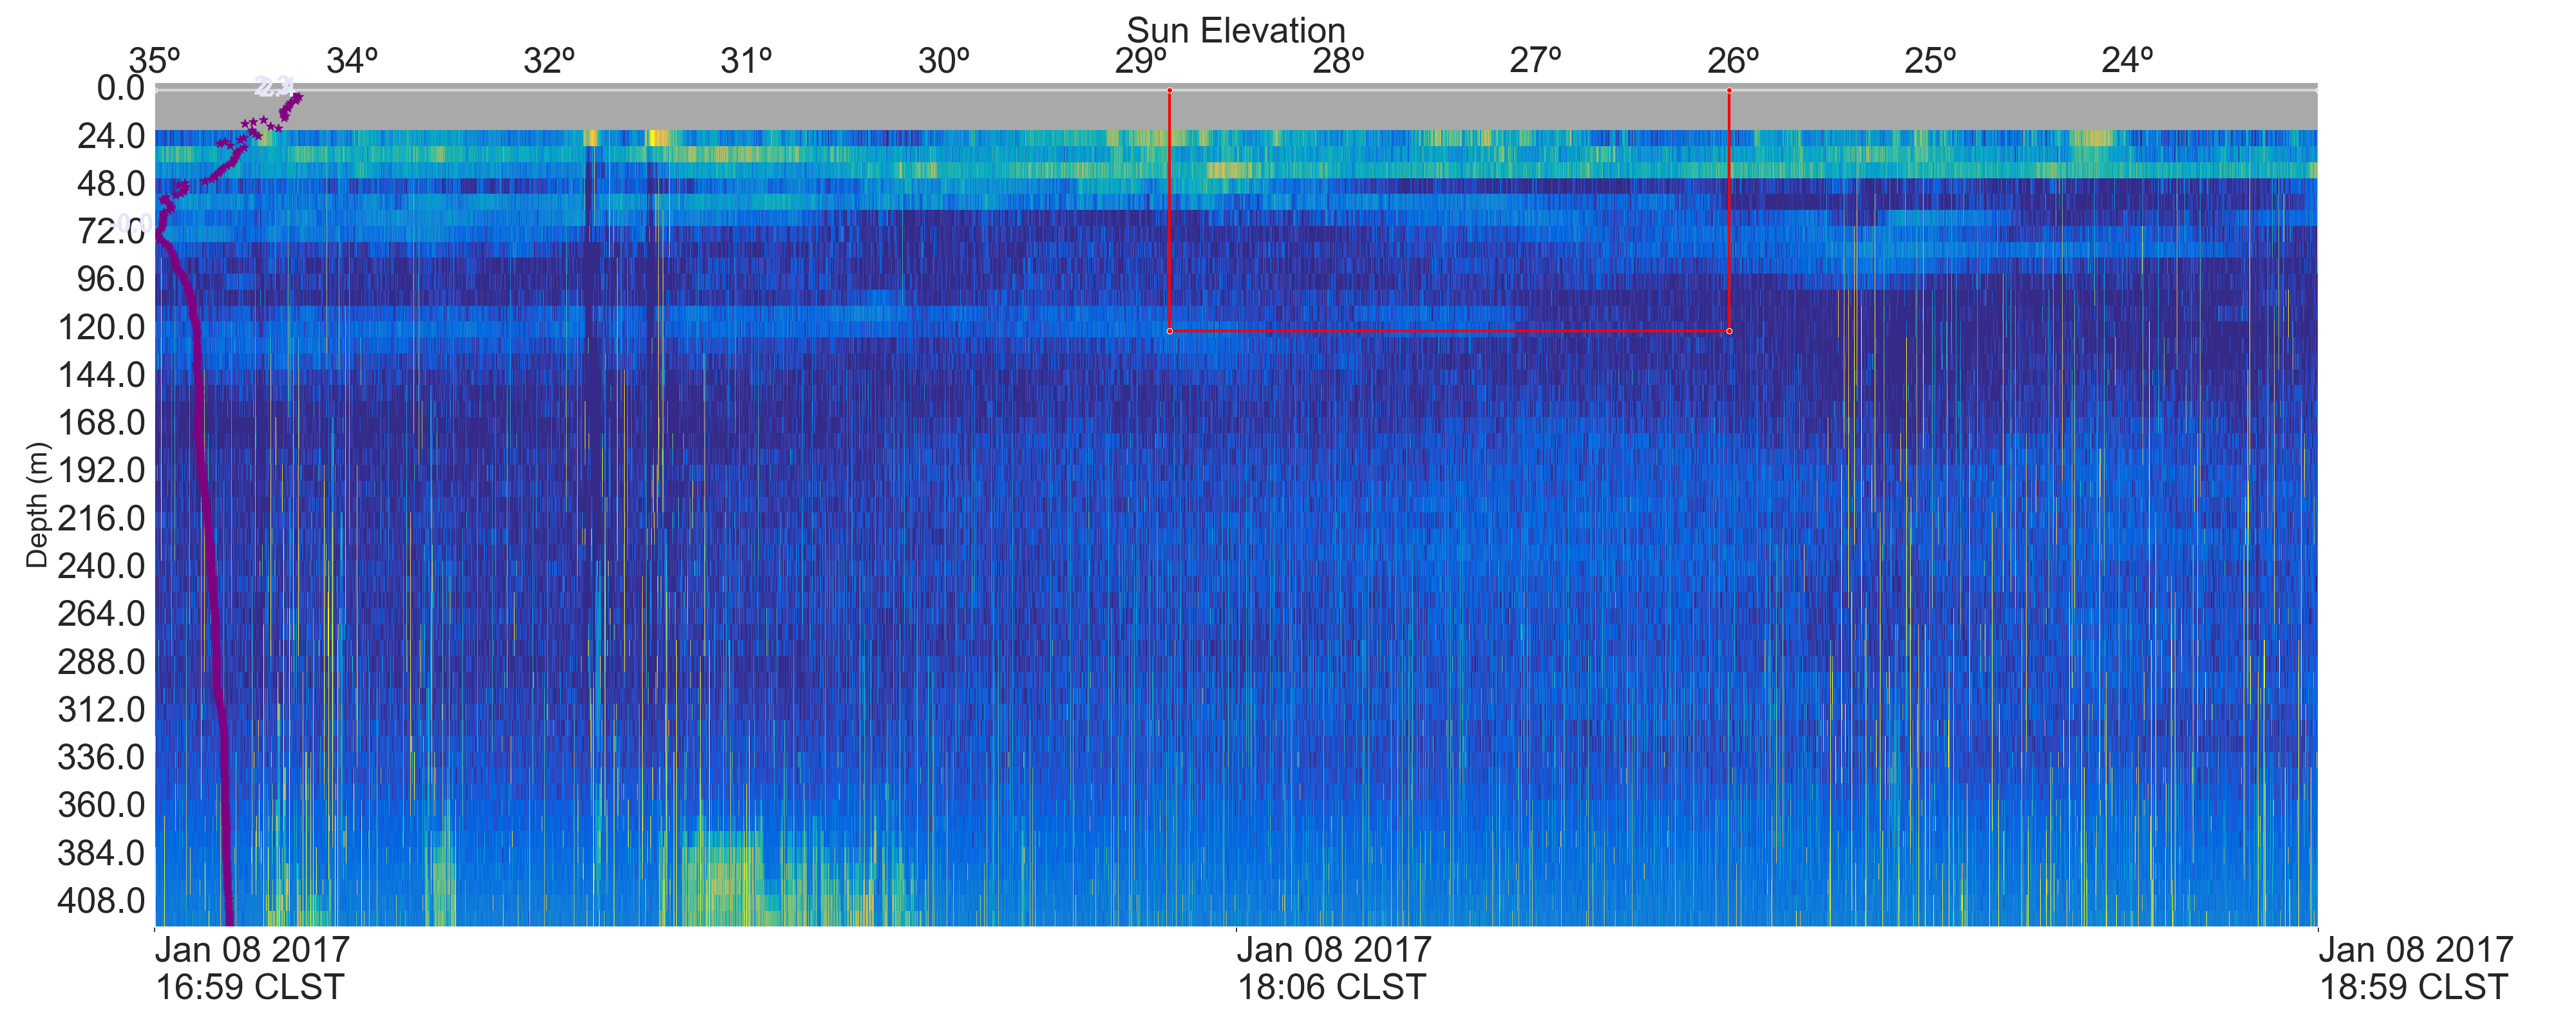 Sun Elevation
35º 34º 32º 31º 30º 29º 28º 27º 26º 25º 24º
0.0
24.0
48.0
72.0
96.0
120.0
144.0
168.0
192.0
216.0
240.0
264.0
288.0
312.0
336.0
360.0
384.0
408.0
Depth (m)
Jan 08 2017
16:59 CLST
Jan 08 2017
18:06 CLST
Jan 08 2017
18:59 CLST